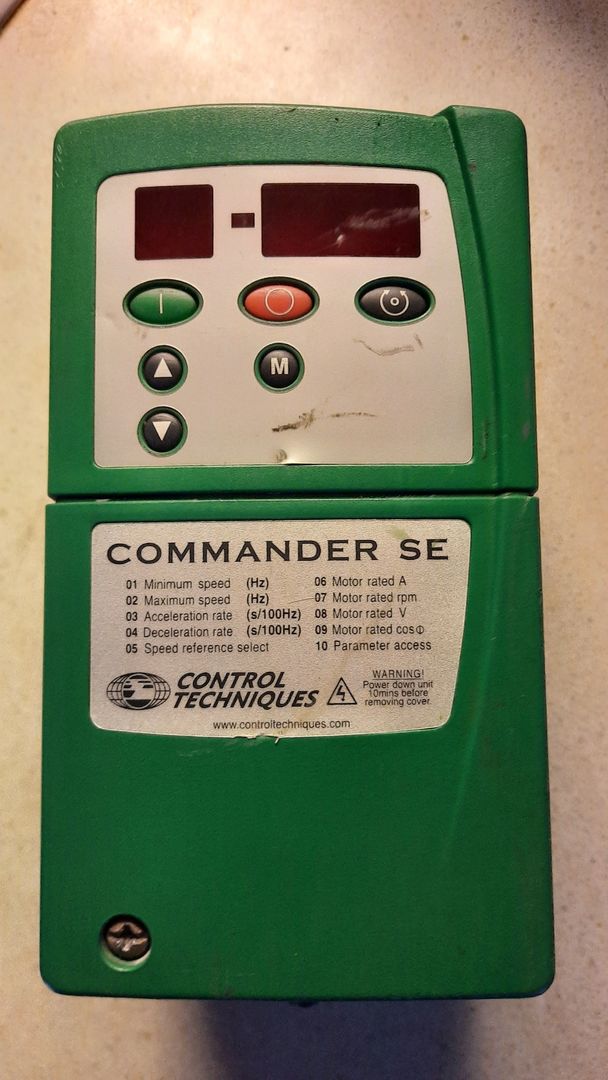 M
COMMANDER SE
01 Minimum speed (Hz)
02 Maximum speed (Hz)
03 Acceleration rate (s/100Hz)
04 Deceleration rate (s/100Hz)
05 Speed reference select
06 Motor rated A
07 Motor rated rpm
08 Motor rated V
09 Motor rated cosΦ
10 Parameter access
CONTROL
TECHNIQUES
WARNING!
Power down unit
10mins before
removing cover.
www.controltechniques.com